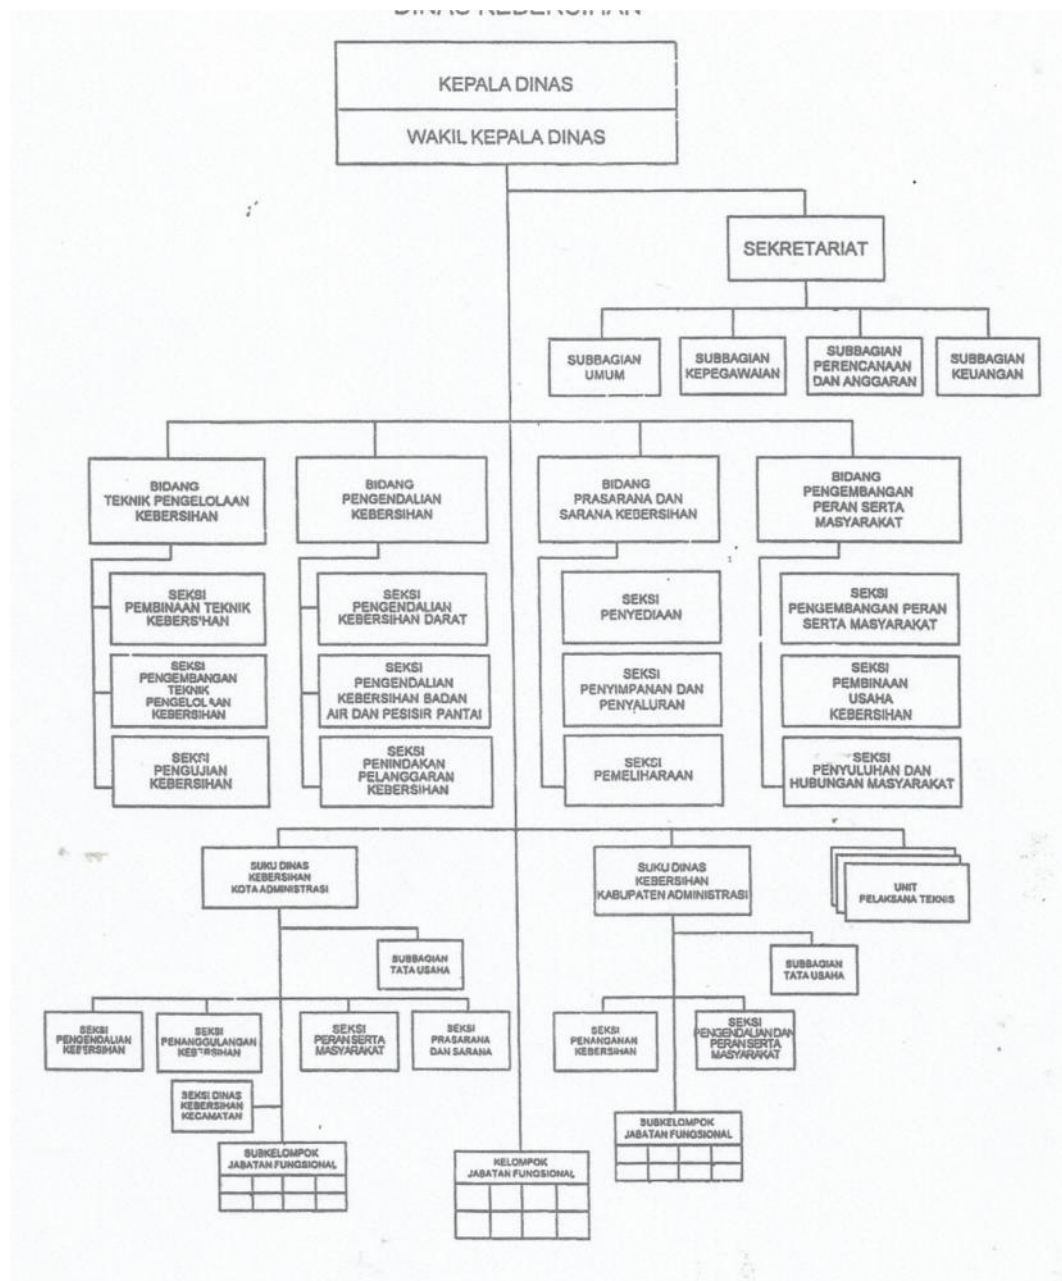 DINAS KEBERSIHAN
KEPALA DINAS
WAKIL KEPALA DINAS
SEKRETARIAT
SUBBAGIAN
UMUM
SUBBAGIAN
KEPEGAWAIAN
SUBBAGIAN
PERENCANAAN
DAN ANGGARAN
SUBBAGIAN
KEUANGAN
BIDANG
TEKNIK PENGELOLAAN
KEBERSIHAN
BIDANG
PENGENDALIAN
KEBERSIHAN
BIDANG
PRASARANA DAN
SARANA KEBERSIHAN
BIDANG
PENGEMBANGAN
PERAN SERTA
MASYARAKAT
SEKSI
PEMBINAAN TEKNIK
KEBERSIHAN
SEKSI
PENGEMBANGAN
TEKNIK
PENGELOLAAN
KEBERSIHAN
SEKSI
PENGUJIAN
KEBERSIHAN
SEKSI
PENGENDALIAN
KEBERSIHAN DARAT
SEKSI
PENGENDALIAN
KEBERSIHAN BADAN
AIR DAN PESISIR PANTAI
SEKSI
PENINDAKAN
PELANGGARAN
KEBERSIHAN
SEKSI
PENYEDIAAN
SEKSI
PENYIMPANAN DAN
PENYALURAN
SEKSI
PEMELIHARAAN
SEKSI
PENGEMBANGAN PERAN
SERTA MASYARAKAT
SEKSI
PEMBINAAN
USAHA
KEBERSIHAN
SEKSI
PENYULUHAN DAN
HUBUNGAN MASYARAKAT
SUKU DINAS
KEBERSIHAN
KOTA ADMINISTRASI
SUKU DINAS
KEBERSIHAN
KABUPATEN ADMINISTRASI
UNIT
PELAKSANA TEKNIS
SUBBAGIAN
TATA USAHA
SEKSI
PENGENDALIAN
KEBERSIHAN
SEKSI
PENANGGULANGAN
KEBERSIHAN
SEKSI
PERAN SERTA
MASYARAKAT
SEKSI
PRASARANA
DAN SARANA
SEKSI DINAS
KEBERSIHAN
KECAMATAN
SUBKELOMPOK
JABATAN FUNGSIONAL
KELOMPOK
JABATAN FUNGSIONAL
SUBBAGIAN
TATA USAHA
SEKSI
PENANGANAN
KEBERSIHAN
SEKSI
PENGENDALIAN DAN
PERAN SERTA
MASYARAKAT
SUBKELOMPOK
JABATAN FUNGSIONAL